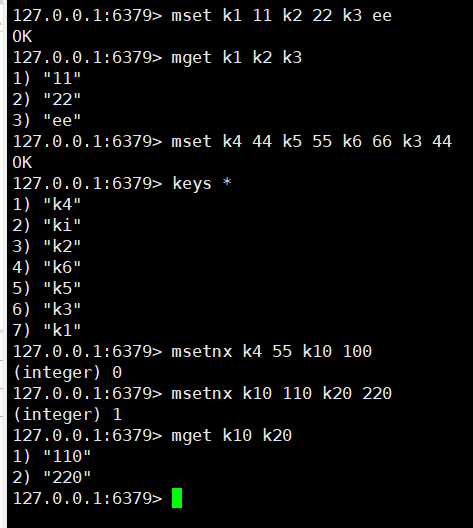 127.0.0.1:6379> mset k1 11 k2 22 k3 ee
OK
127.0.0.1:6379> mget k1 k2 k3
1) "11"
2) "22"
3) "ee"
127.0.0.1:6379> mset k4 44 k5 55 k6 66 k3 44
OK
127.0.0.1:6379> keys *
1) "k4"
2) "ki"
3) "k2"
4) "k6"
5) "k5"
6) "k3"
7) "k1"
127.0.0.1:6379> msetnx k4 55 k10 100
(integer) 0
127.0.0.1:6379> msetnx k10 110 k20 220
(integer) 1
127.0.0.1:6379> mget k10 k20
1) "110"
2) "220"
127.0.0.1:6379>